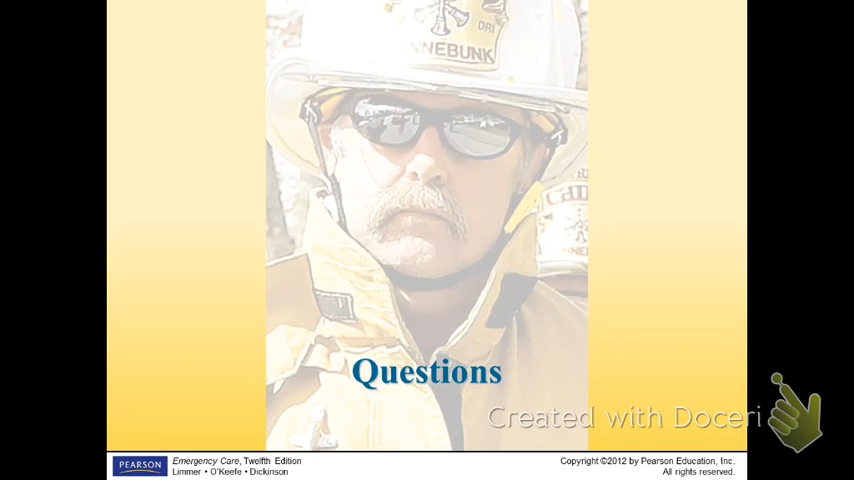 DRI
NNEBUNK
Questions
Created with Doceri
PEARSON
Emergency Care, Twelfth Edition
Limmer • O'Keefe • Dickinson
Copyright ©2012 by Pearson Education, Inc.
All rights reserved.